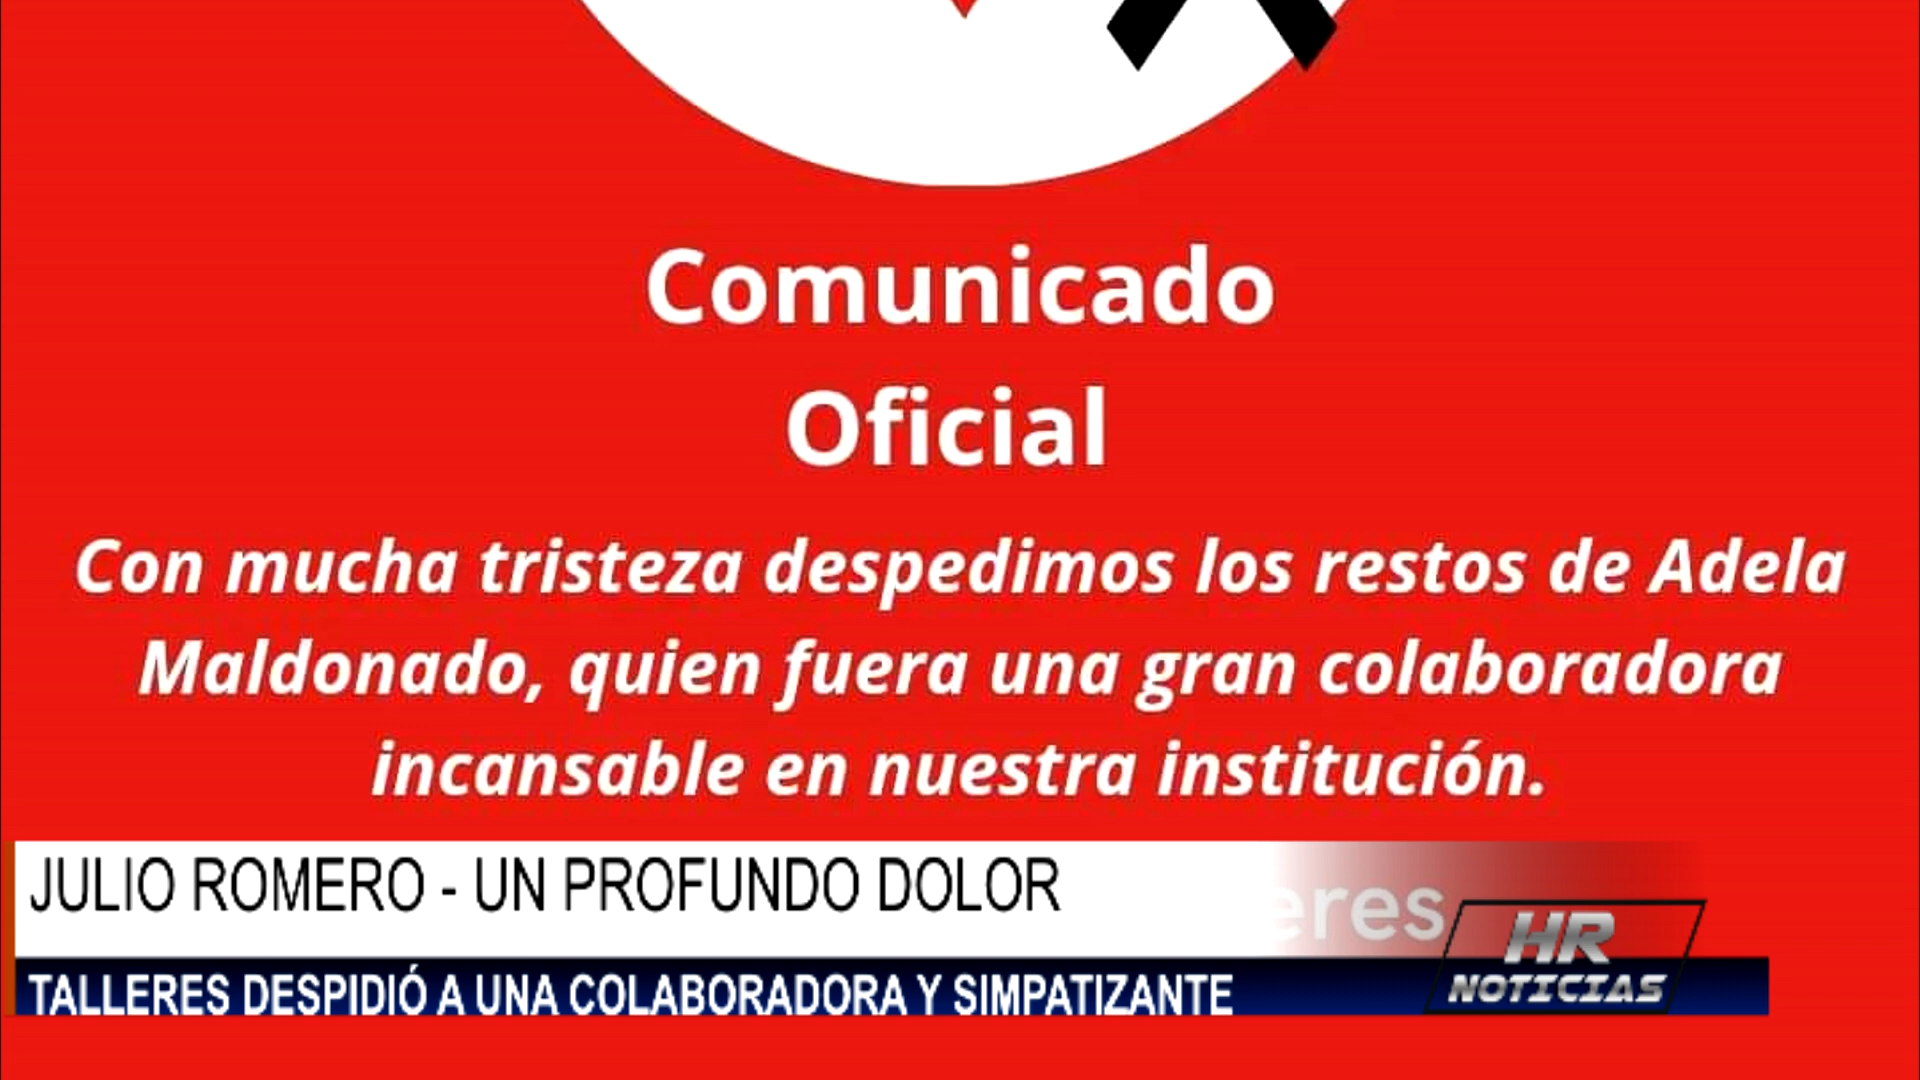 Comunicado
Oficial
Con mucha tristeza despedimos los restos de Adela
Maldonado, quien fuera una gran colaboradora
incansable en nuestra institución.
JULIO ROMERO - UN PROFUNDO DOLOR
eres
HR
NOTICIAS
TALLERES DESPIDIÓ A UNA COLABORADORA Y SIMPATIZANTE